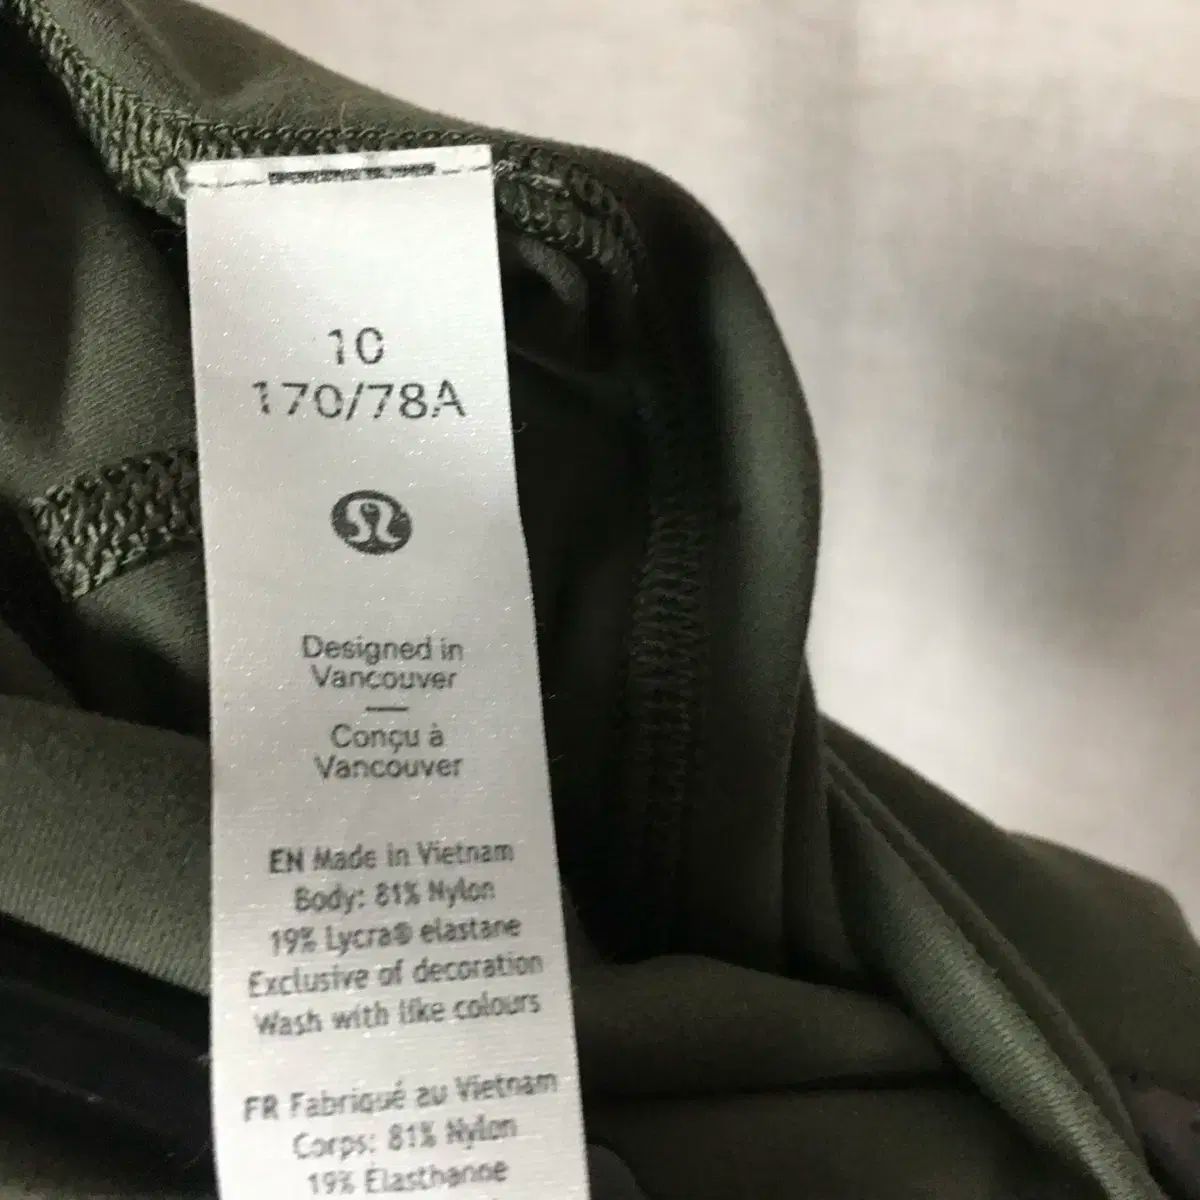 10
170/78A
Designed in
Vancouver
Conçu à
Vancouver
EN Made in Vietnam
Body: 81% Nylon
19% Lycra® elastane
Exclusive of decoration
Wash with like colours
FR Fabriqué au Vietnam
Corps: 81% Nylon
19% Élasthanne